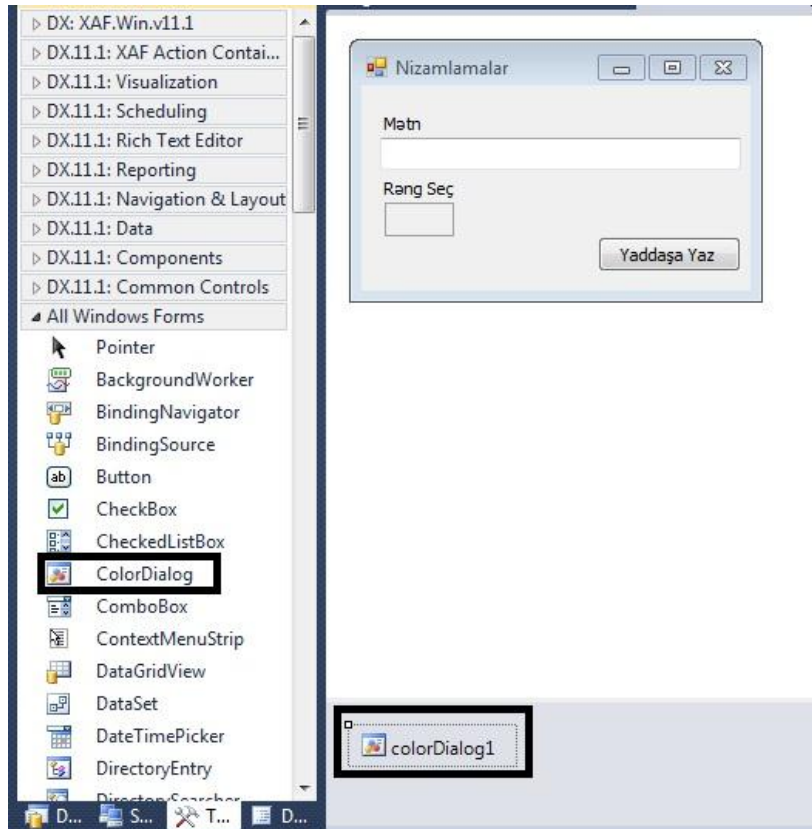 DX: XAF.Win.v11.1
DX.11.1: XAF Action Contai...
DX.11.1: Visualization
DX.11.1: Scheduling
DX.11.1: Rich Text Editor
DX.11.1: Reporting
DX.11.1: Navigation & Layout
DX.11.1: Data
DX.11.1: Components
DX.11.1: Common Controls
All Windows Forms
Pointer
BackgroundWorker
BindingNavigator
BindingSource
ab Button
CheckBox
CheckedListBox
ColorDialog
ComboBox
ContextMenuStrip
DataGridView
DataSet
DateTimePicker
DirectoryEntry
DirectorySearcher
D... S... T... D...
Nizamlamalar
Mətn
Rəng Seç
Yaddaşa Yaz
colorDialog1